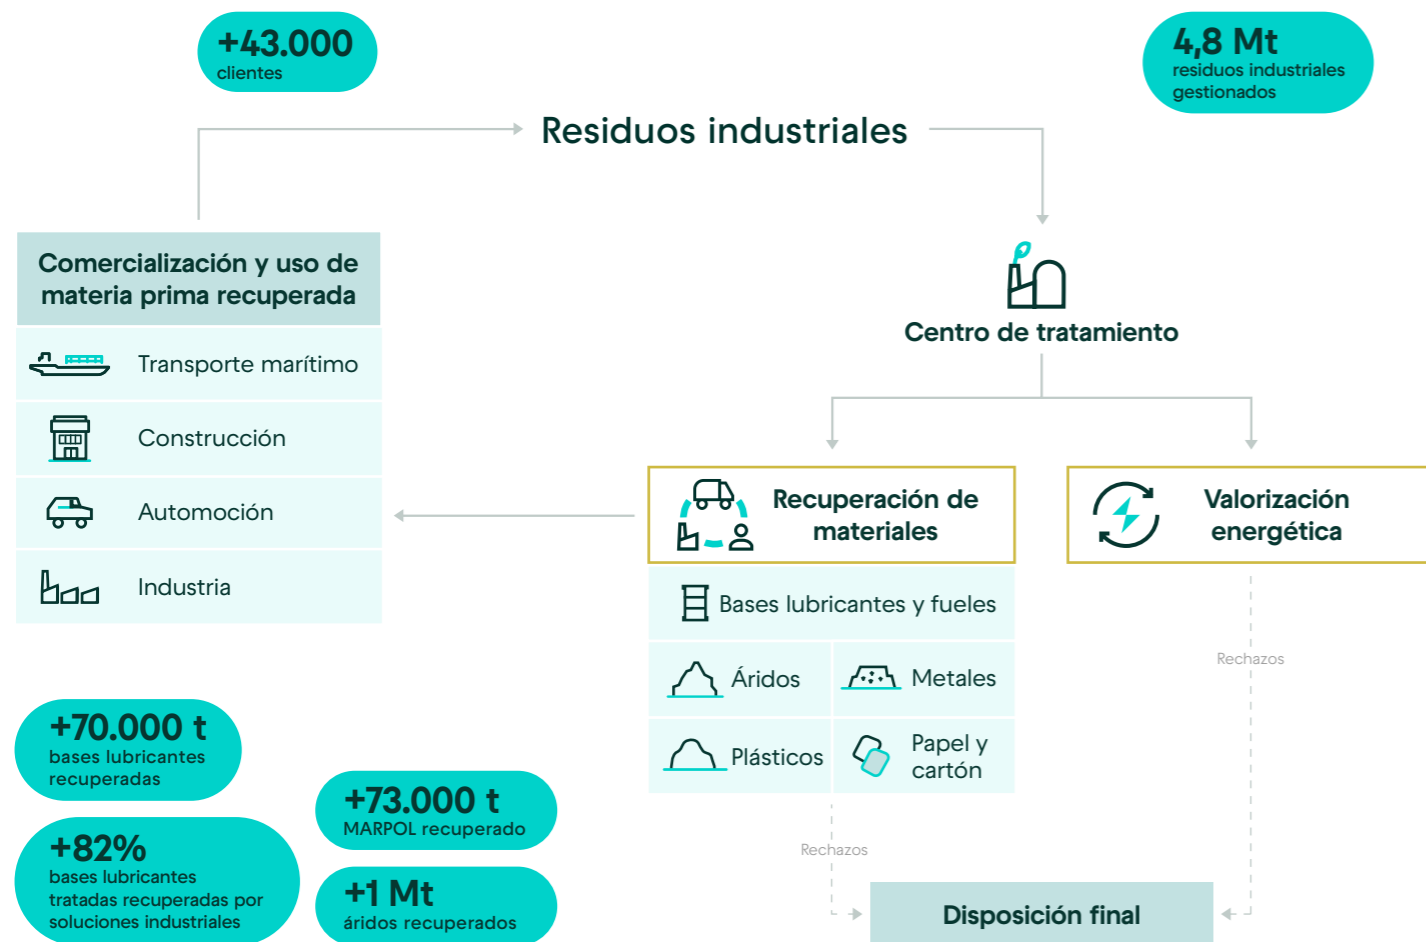 +43.000
clientes
4,8 Mt
residuos industriales
gestionados
Residuos industriales
Comercialización y uso de
materia prima recuperada
Transporte marítimo
Construcción
Automoción
Industria
Centro de tratamiento
Recuperación de
materiales
Valorización
energética
Bases lubricantes y fueles
Áridos
Metales
Plásticos
Papel y
cartón
Rechazos
Rechazos
Disposición final
+70.000 t
bases lubricantes
recuperadas
+82%
bases lubricantes
tratadas recuperadas por
soluciones industriales
+73.000 t
MARPOL recuperado
+1 Mt
áridos recuperados